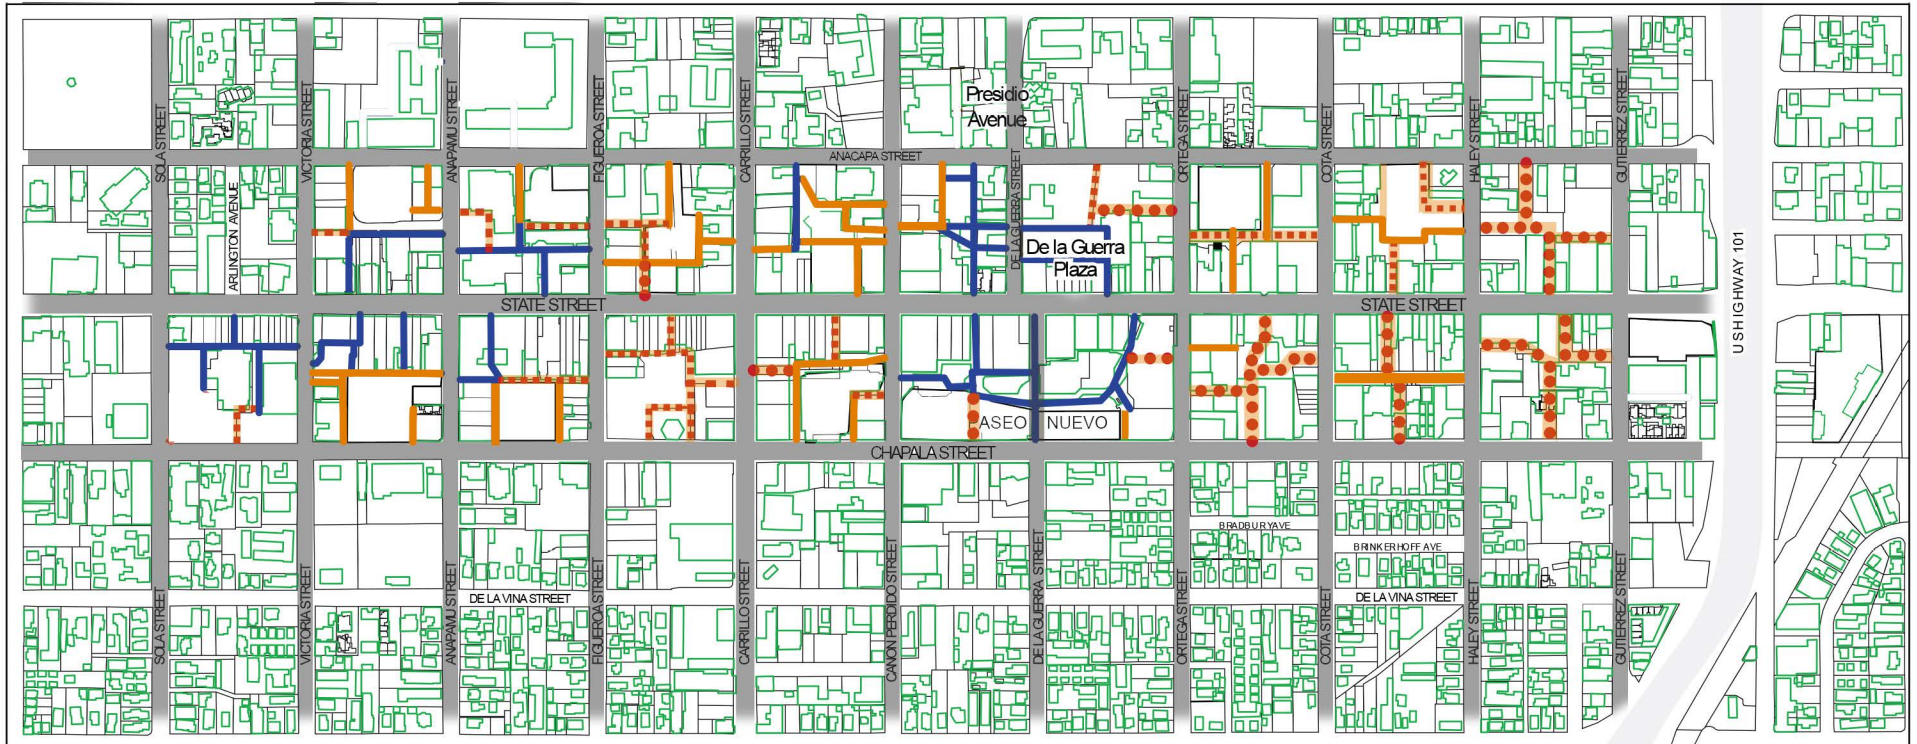 Presidio
Avenue
SOLA STREET
VICTORIA STREET
ANAPAMU STREET
FIGUEROA STREET
CARRILLO STREET
ORTEGA STREET
COTA STREET
HALEY STREET
GUTIERREZ STREET
ANACAPA STREET
ARLINGTON AVENUE
DE LA GUERRA STREET
De la Guerra
Plaza
STATE STREET
STATE STREET
U S HIGHWAY 101
ASEO NUEVO
CHAPALA STREET
BRADBURY AVE
BRINKERHOFF AVE
DE LA VINA STREET
DE LA VINA STREET
SOLA STREET
VICTORIA STREET
ANAPAMU STREET
FIGUEROA STREET
CARRILLO STREET
CANON PERDIDO STREET
DE LA GUERRA STREET
ORTEGA STREET
COTA STREET
HALEY STREET
GUTIERREZ STREET